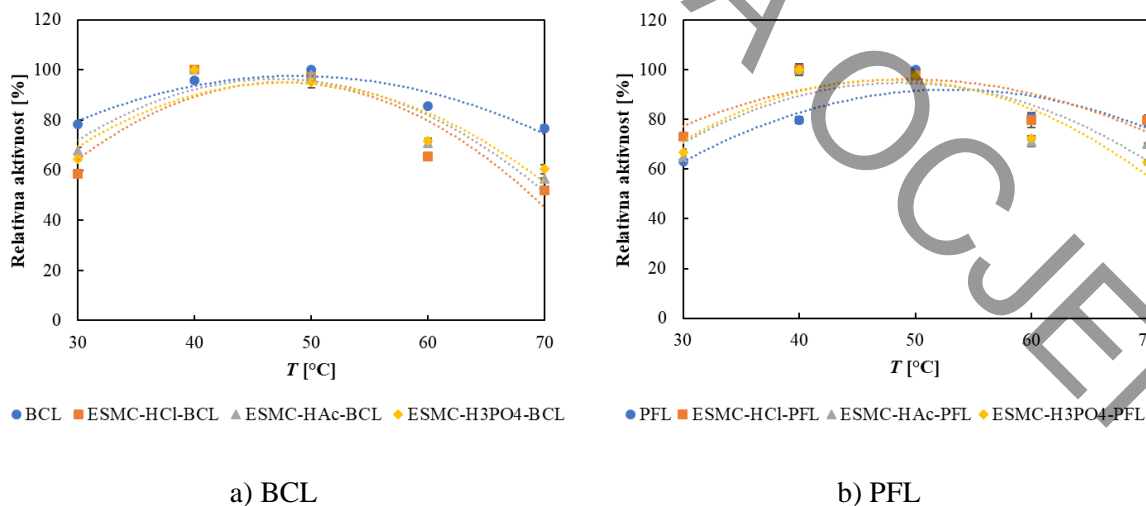 120
100
80
60
40
20
0
Relativna aktivnost [%]
30 40 50 60 70
T [°C]
BCL ESMC-HCl-BCL ESMC-HAc-BCL ESMC-H3PO4-BCL
a) BCL
120
100
80
60
40
20
0
Relativna aktivnost [%]
30 40 50 60
T [°C]
PFL ESMC-HCl-PFL ESMC-HAc-PFL ESMC-H3PO4-PFL
b) PFL
OCJE